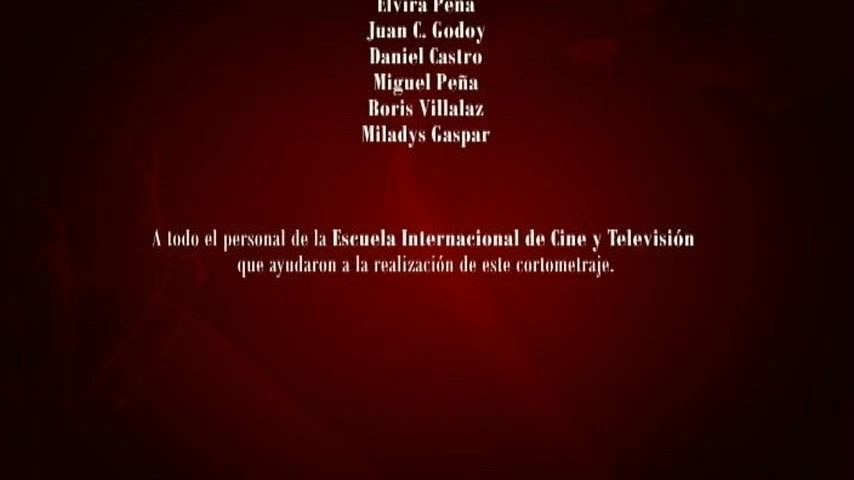 Elvira Peña
Juan C. Godoy
Daniel Castro
Miguel Peña
Boris Villalaz
Miladys Gaspar
A todo el personal de la Escuela Internacional de Cine y Televisión
que ayudaron a la realización de este cortometraje.